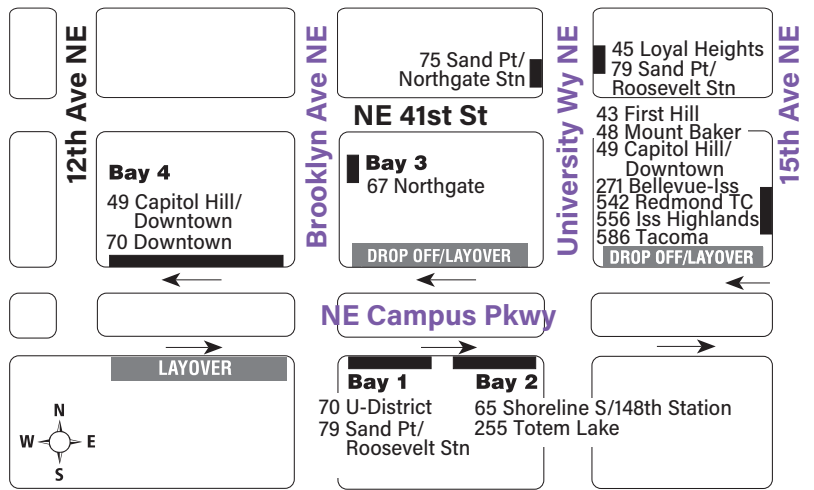 12th Ave NE
Brooklyn Ave NE
University Wy NE
15th Ave NE
75 Sand Pt/
Northgate Stn
45 Loyal Heights
79 Sand Pt/
Roosevelt Stn
NE 41st St
43 First Hill
48 Mount Baker
49 Capitol Hill/
Downtown
271 Bellevue-Iss
542 Redmond TC
556 Iss Highlands
586 Tacoma
DROP OFF/LAYOVER
Bay 4
49 Capitol Hill/
Downtown
70 Downtown
Bay 3
67 Northgate
DROP OFF/LAYOVER
NE Campus Pkwy
LAYOVER
Bay 1
70 U-District
79 Sand Pt/
Roosevelt Stn
Bay 2
65 Shoreline S/148th Station
255 Totem Lake
N
W E
S